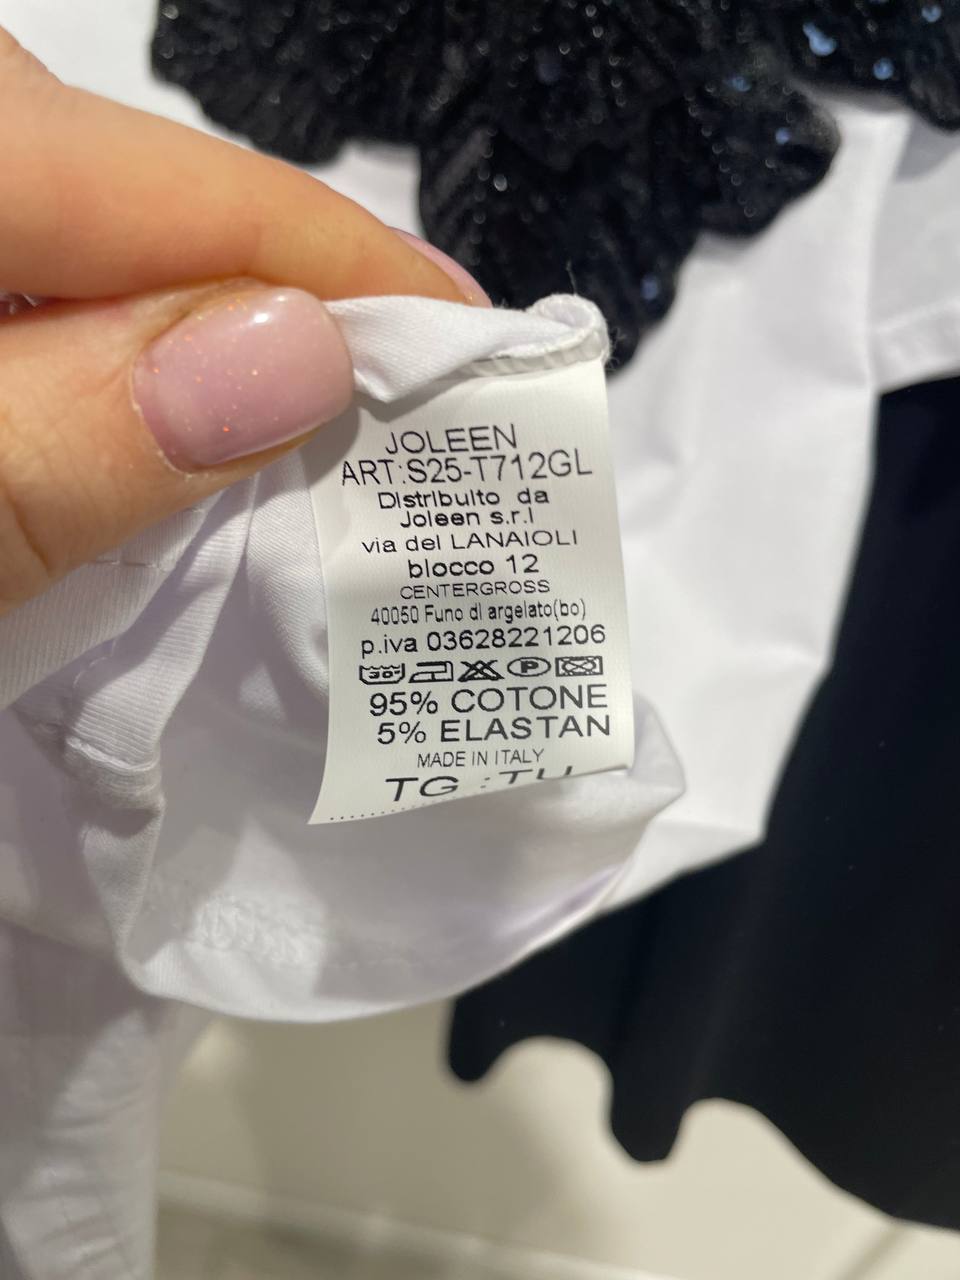 JOLEEN
ART:S25-T712GL
Distribuito da
Joleen s.r.l
via del LANAIOLI
blocco 12
CENTERGROSS
40050 Funo di argelato(bo)
p.iva 03628221206
30°
P
95% COTONE
5% ELASTAN
MADE IN ITALY
TG :TU